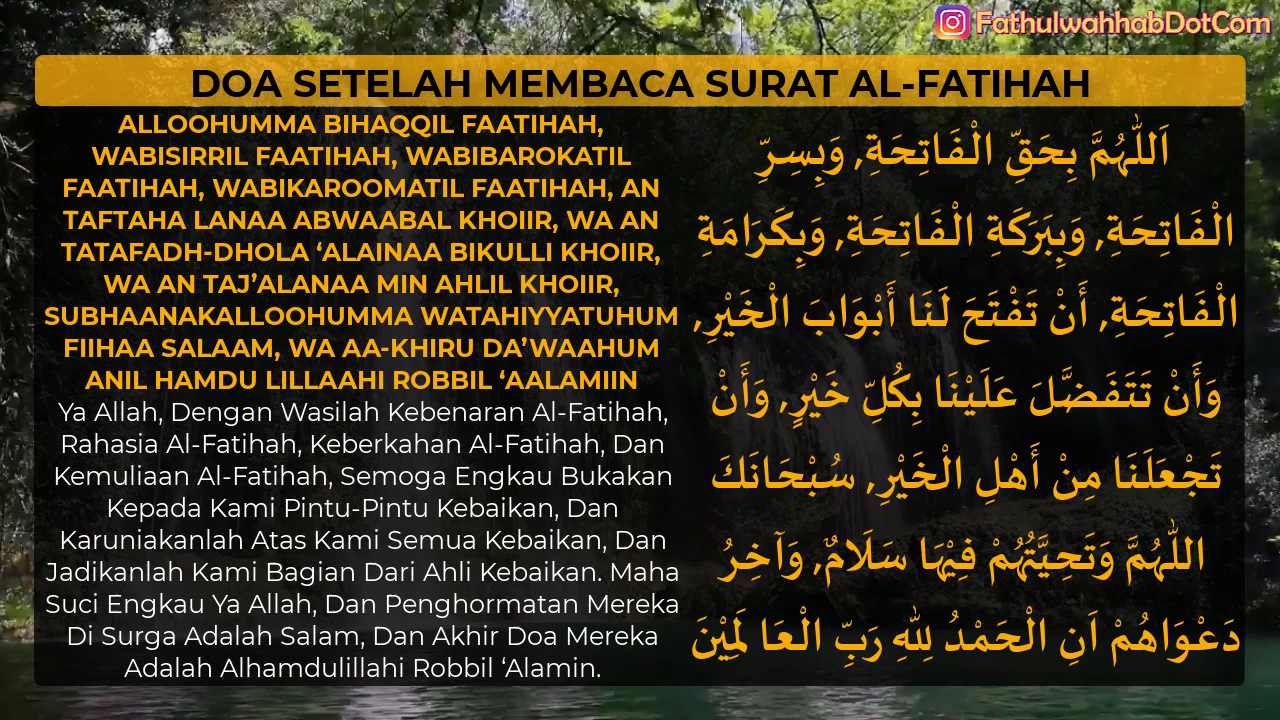 FathulwahhabDotCom
DOA SETELAH MEMBACA SURAT AL-FATIHAH
ALLOOHUMMA BIHAQQIL FAATIHAH,
WABISIRRIL FAATIHAH, WABIBAROKATIL
FAATIHAH, WABIKAROOMATIL FAATIHAH, AN
TAFTAHA LANAA ABWAABAL KHOIIR, WA AN
TATAFADH-DHOLA ‘ALAINAA BIKULLI KHOIIR,
WA AN TAJ’ALANAA MIN AHLIL KHOIIR,
SUBHAANAKALLOOHUMMA WATAHIYYATUHUM
FIIHAA SALAAM, WA AA-KHIRU DA’WAAHUM
ANIL HAMDU LILLAAHI ROBBIL ‘AALAMIIN
Ya Allah, Dengan Wasilah Kebenaran Al-Fatihah,
Rahasia Al-Fatihah, Keberkahan Al-Fatihah, Dan
Kemuliaan Al-Fatihah, Semoga Engkau Bukakan
Kepada Kami Pintu-Pintu Kebaikan, Dan
Karuniakanlah Atas Kami Semua Kebaikan, Dan
Jadikanlah Kami Bagian Dari Ahli Kebaikan. Maha
Suci Engkau Ya Allah, Dan Penghormatan Mereka
Di Surga Adalah Salam, Dan Akhir Doa Mereka
Adalah Alhamdulillahi Robbil ‘Alamin.
اَللّٰهُمَّ بِحَقِّ الْفَاتِحَةِ, وَبِسِرِّ
الْفَاتِحَةِ, وَبِبَرَكَةِ الْفَاتِحَةِ, وَبِكَرَامَةِ
الْفَاتِحَةِ, أَنْ تَفْتَحَ لَنَا أَبْوَابَ الْخَيْرِ,
وَأَنْ تَتَفَضَّلَ عَلَيْنَا بِكُلِّ خَيْرٍ, وَأَنْ
تَجْعَلَنَا مِنْ أَهْلِ الْخَيْرِ, سُبْحَانَكَ
اللّٰهُمَّ وَتَحِيَّتُهُمْ فِيْهَا سَلَامٌ, وَآخِرُ
دَعْوَاهُمْ اَنِ الْحَمْدُ لِلّٰهِ رَبِّ الْعَا لَمِيْنَ